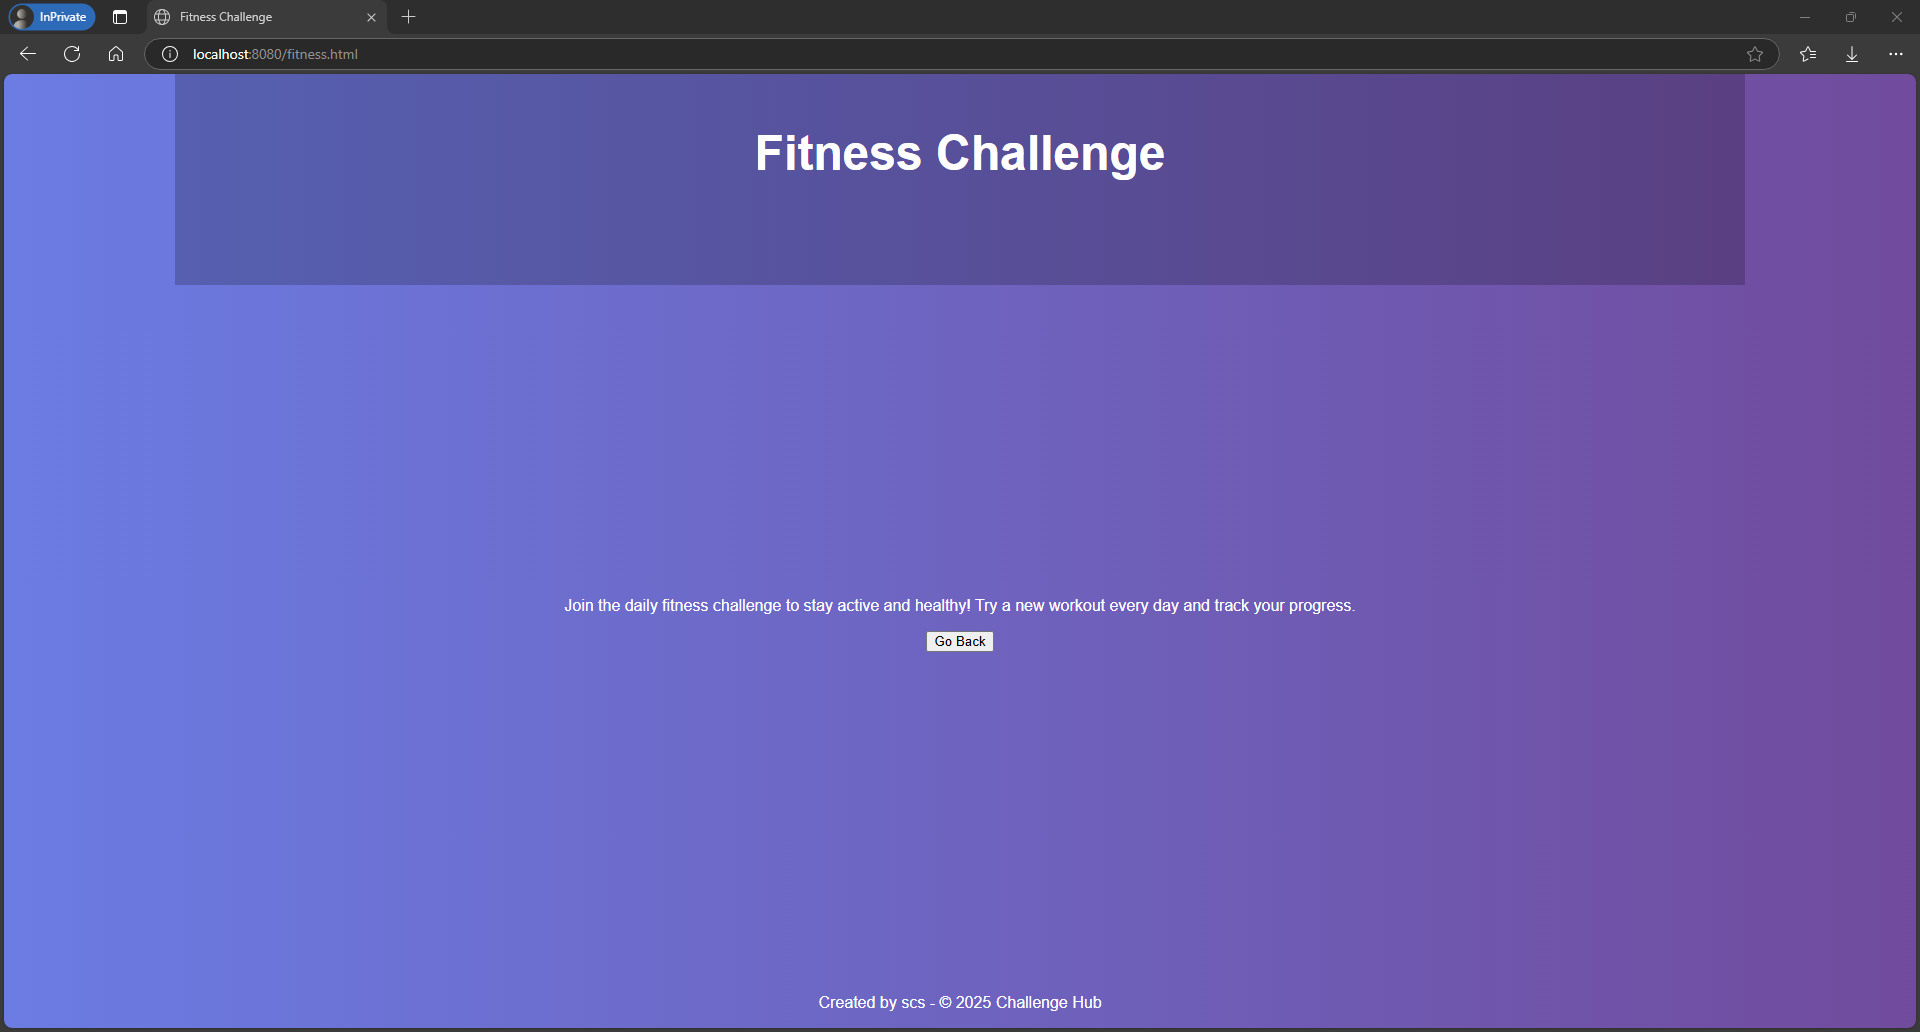 InPrivate
Fitness Challenge
localhost:8080/fitness.html
Fitness Challenge
Join the daily fitness challenge to stay active and healthy! Try a new workout every day and track your progress.
Go Back
Created by scs - © 2025 Challenge Hub